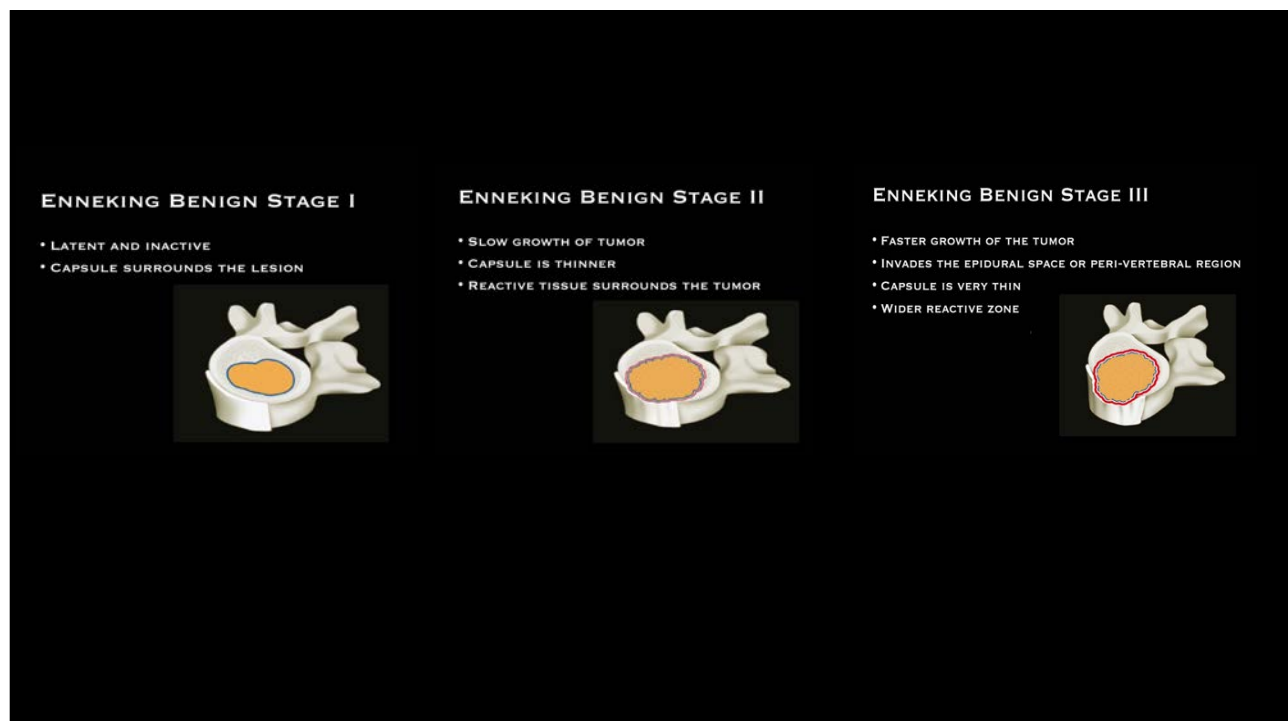 Enneking Benign Stage I
• Latent and inactive
• Capsule surrounds the lesion
Enneking Benign Stage II
• Slow growth of tumor
• Capsule is thinner
• Reactive tissue surrounds the tumor
Enneking Benign Stage III
• Faster growth of the tumor
• Invades the epidural space or peri-vertebral region
• Capsule is very thin
• Wider reactive zone